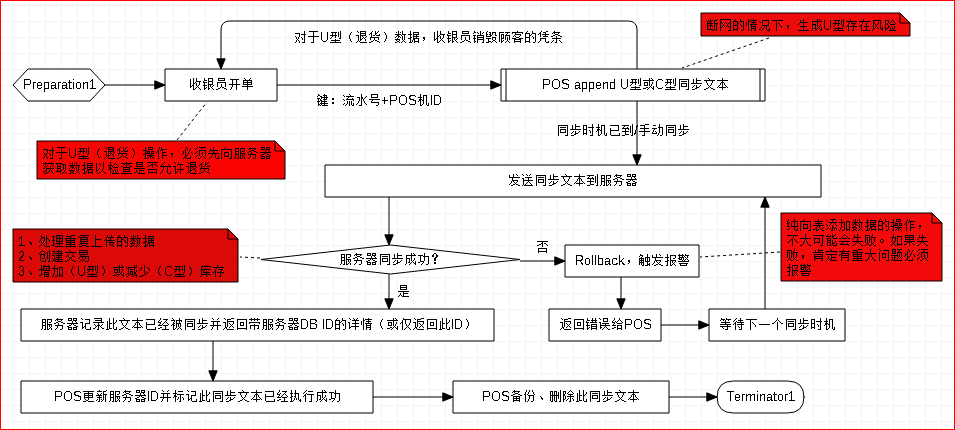 断网的情况下，生成U型存在风险
对于U型（退货）数据，收银员销毁顾客的凭条
Preparation1
收银员开单
POS append U型或C型同步文本
键：流水号+POS机ID
同步时机已到/手动同步
对于U型（退货）操作，必须先向服务器
获取数据以检查是否允许退货
发送同步文本到服务器
纯向表添加数据的操作，
不大可能会失败。如果失
败，肯定有重大问题必须
报警
1、处理重复上传的数据
2、创建交易
3、增加（U型）或减少（C型）库存
服务器同步成功？
否
Rollback，触发报警
是
服务器记录此文本已经被同步并返回带服务器DB ID的详情（或仅返回此ID）
返回错误给POS
等待下一个同步时机
POS更新服务器ID并标记此同步文本已经执行成功
POS备份、删除此同步文本
Terminator1